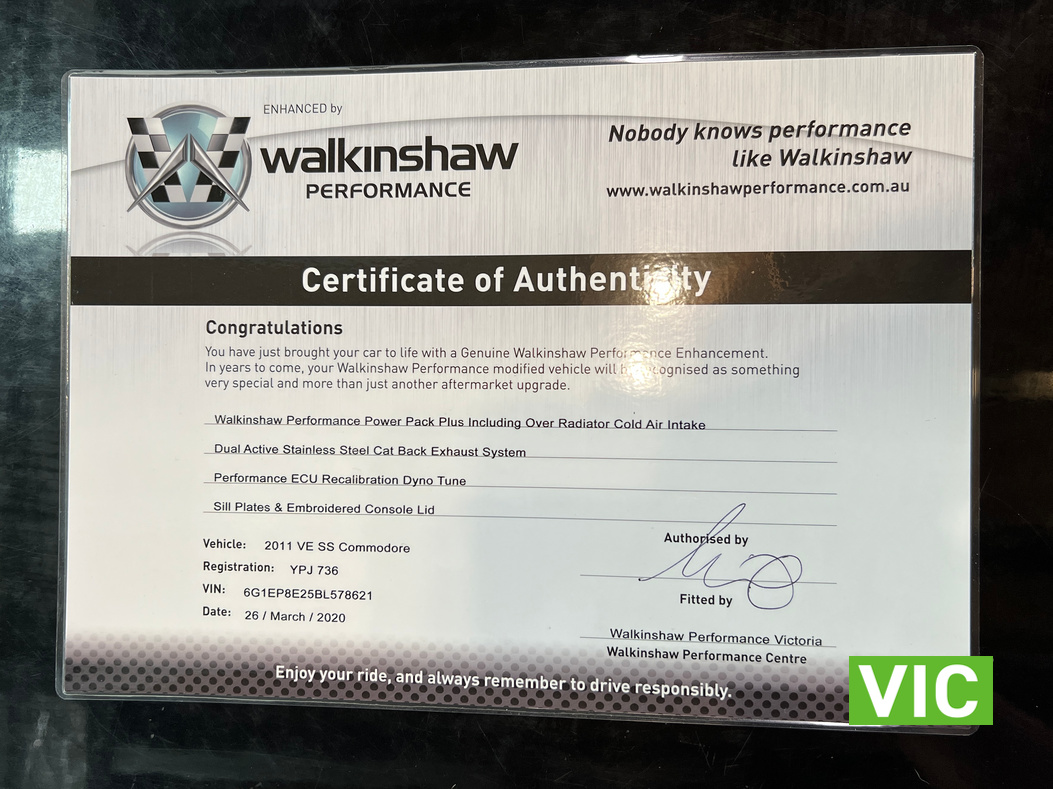 ENHANCED by
walkinshaw
PERFORMANCE
Nobody knows performance
like Walkinshaw
www.walkinshawperformance.com.au
Certificate of Authenticity
Congratulations
You have just brought your car to life with a Genuine Walkinshaw Performance Enhancement.
In years to come, your Walkinshaw Performance modified vehicle will be recognised as something
very special and more than just another aftermarket upgrade.
Walkinshaw Performance Power Pack Plus Including Over Radiator Cold Air Intake
Dual Active Stainless Steel Cat Back Exhaust System
Performance ECU Recalibration Dyno Tune
Sill Plates & Embroidered Console Lid
Vehicle: 2011 VE SS Commodore
Registration: YPJ 736
VIN: 6G1EP8E25BL578621
Date: 26 / March / 2020
Authorised by
Fitted by
Walkinshaw Performance Victoria
Walkinshaw Performance Centre
Enjoy your ride, and always remember to drive responsibly.
VIC